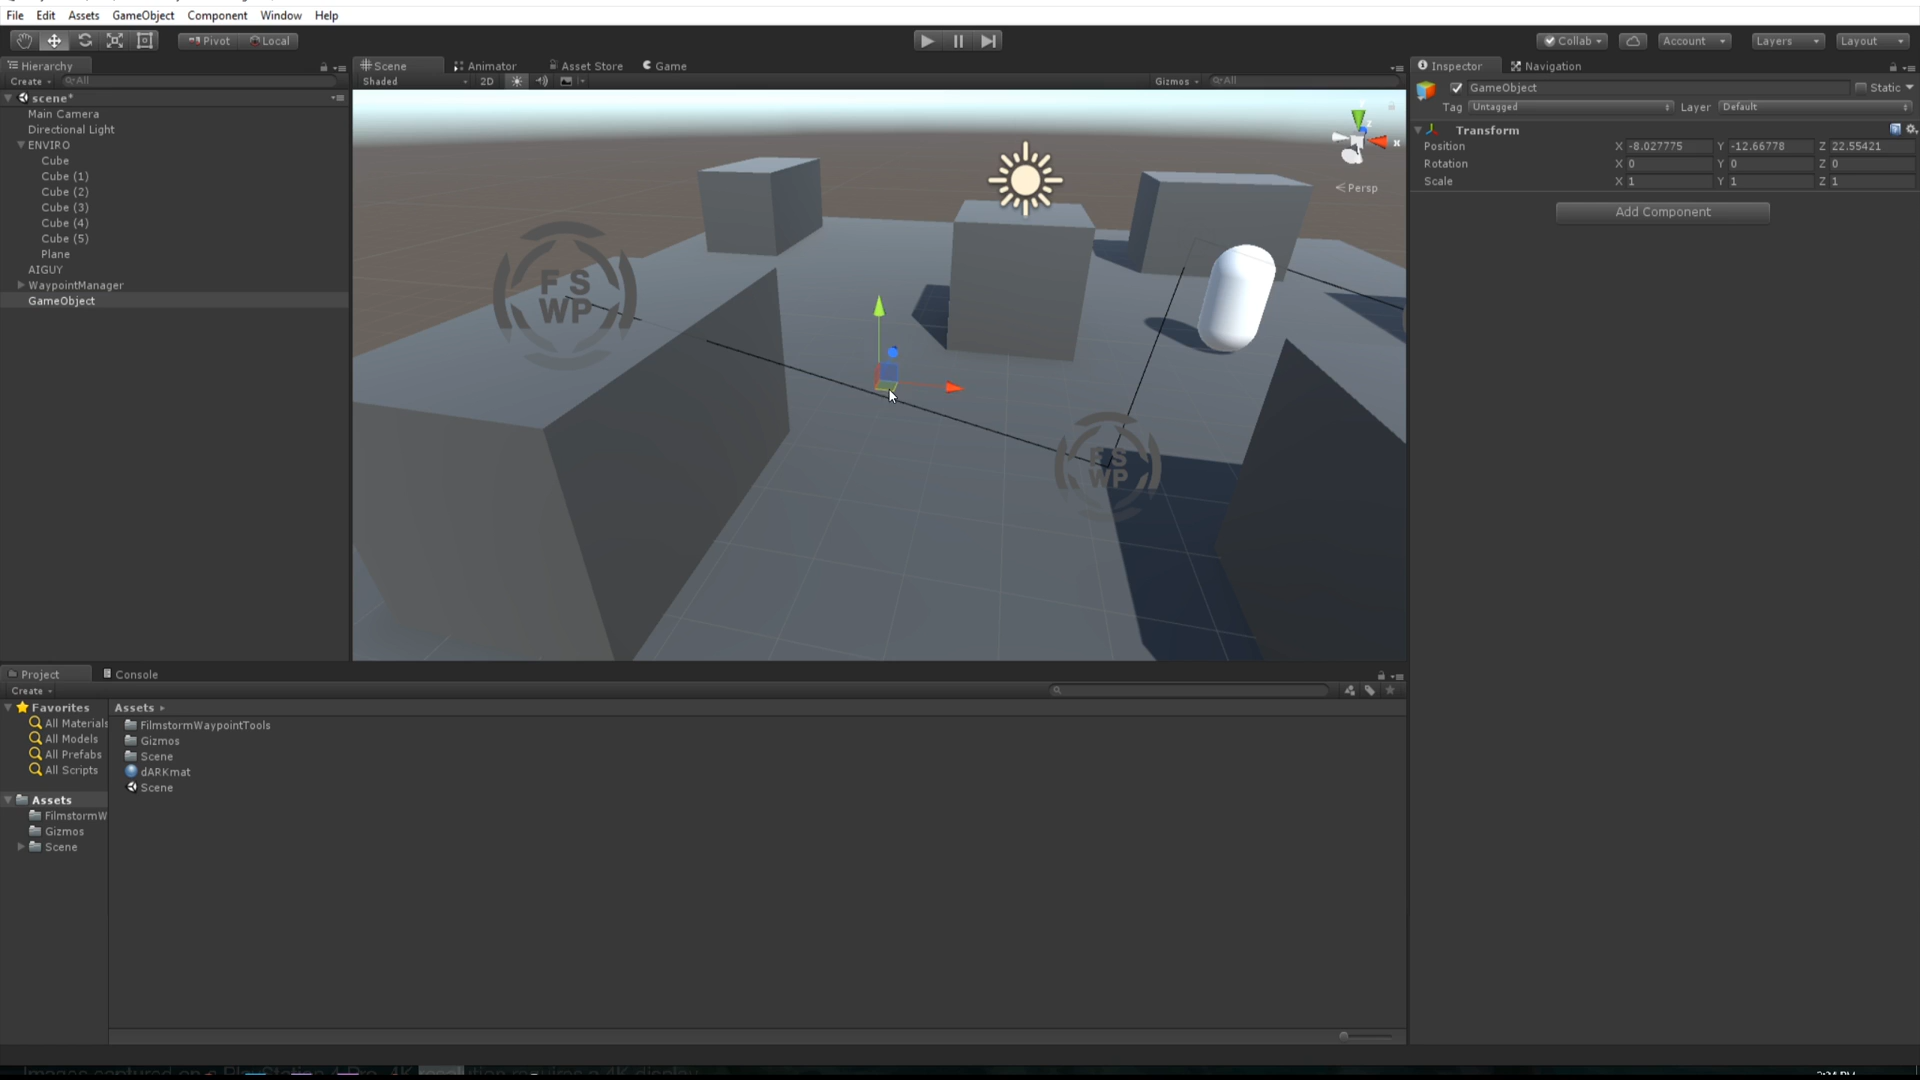 File Edit Assets GameObject Component Window Help
Pivot Local Collab Account Layers Layout
Hierarchy
Create All
scene*
Main Camera
Directional Light
ENVIRO
Cube
Cube (1)
Cube (2)
Cube (3)
Cube (4)
Cube (5)
Plane
AIGUY
WaypointManager
GameObject
Scene Animator Asset Store Game
Shaded 2D Gizmos All
x
Persp
F S
WP
F S
WP
Inspector Navigation
GameObject Static
Tag Untagged Layer Default
Transform
Position X -8.027775 Y -12.66778 Z 22.55421
Rotation X 0 Y 0 Z 0
Scale X 1 Y 1 Z 1
Add Component
Project Console
Create
Favorites
All Materials
All Models
All Prefabs
All Scripts
Assets
FilmstormW
Gizmos
Scene
Assets
FilmstormWaypointTools
Gizmos
Scene
dARKmat
Scene